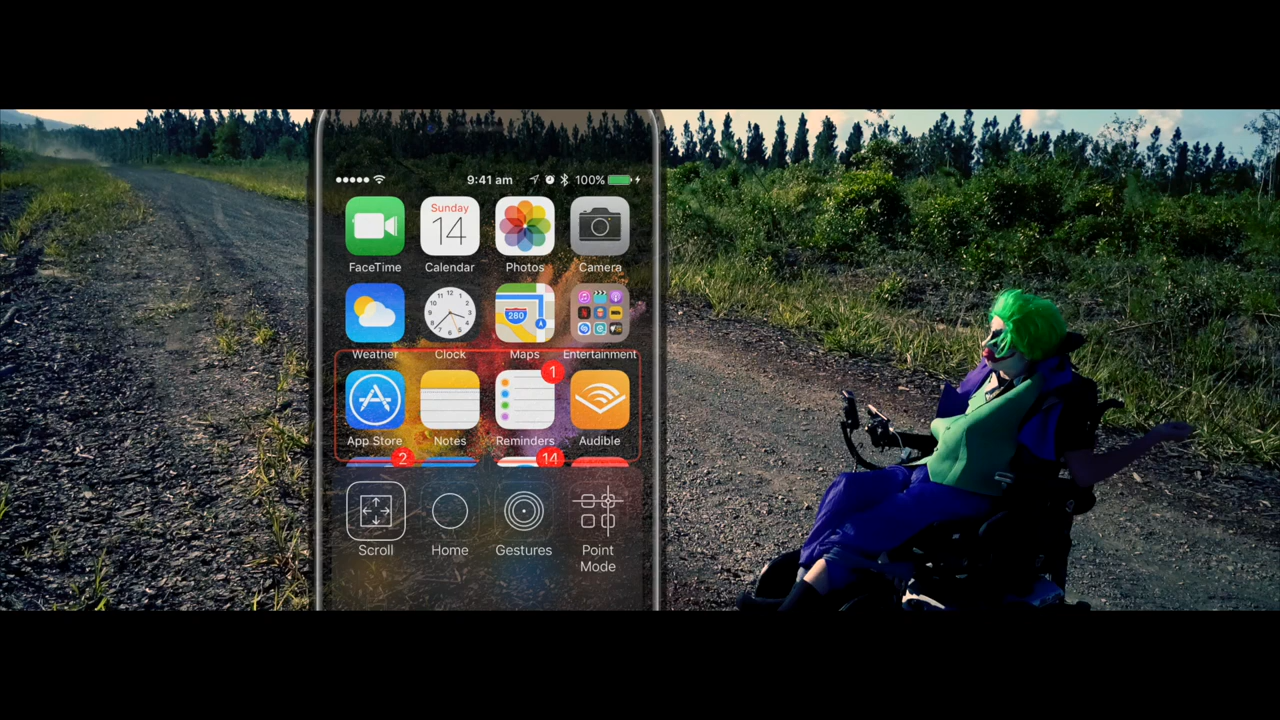 9:41 am 100%
Sunday
14
FaceTime Calendar Photos Camera
280
Weather Clock Maps Entertainment
1
App Store Notes Reminders Audible
2 14
Scroll Home Gestures Point Mode